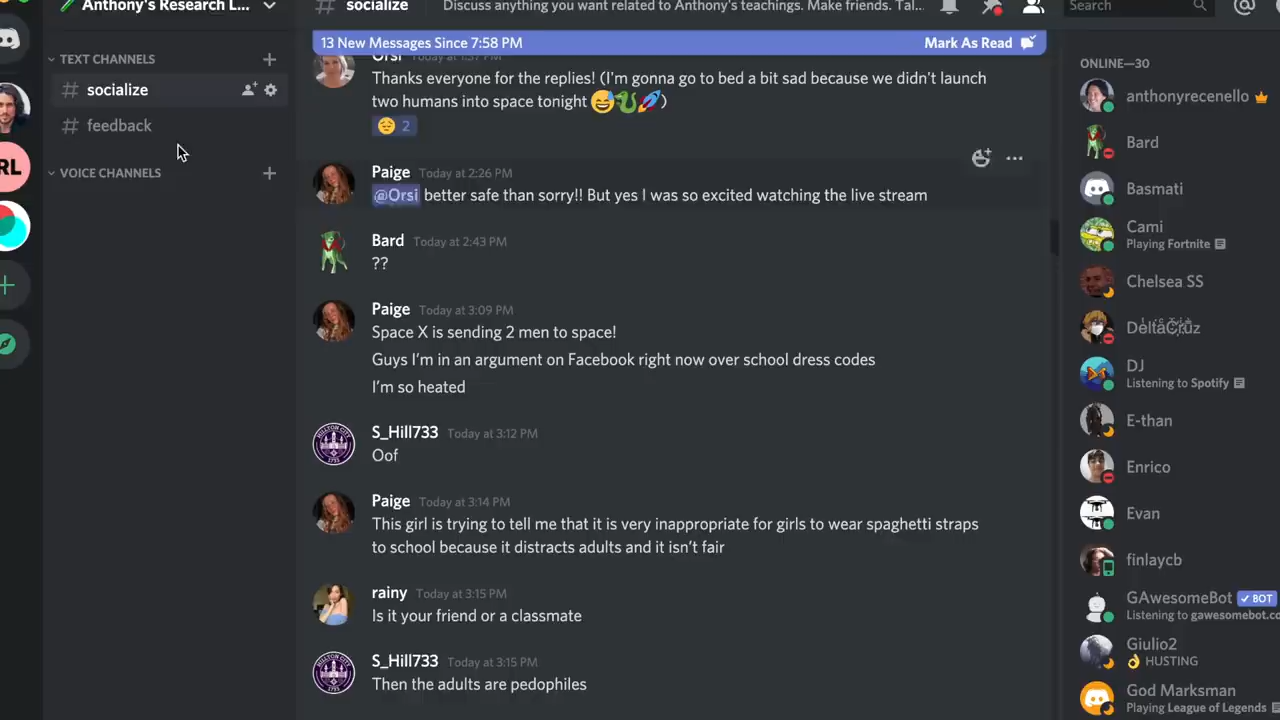 Anthony's Research L...
socialize
Discuss anything you want related to Anthony's teachings. Make friends. Tal...
Search
13 New Messages Since 7:58 PM
Mark As Read
TEXT CHANNELS
socialize
feedback
VOICE CHANNELS
RL
Orsi Today at 1:37 PM
Thanks everyone for the replies! (I'm gonna go to bed a bit sad because we didn't launch
two humans into space tonight 😅🐍🚀)
😔 2
Paige Today at 2:26 PM
@Orsi better safe than sorry!! But yes I was so excited watching the live stream
Bard Today at 2:43 PM
??
Paige Today at 3:09 PM
Space X is sending 2 men to space!
Guys I'm in an argument on Facebook right now over school dress codes
I'm so heated
S_Hill733 Today at 3:12 PM
Oof
Paige Today at 3:14 PM
This girl is trying to tell me that it is very inappropriate for girls to wear spaghetti straps
to school because it distracts adults and it isn't fair
rainy Today at 3:15 PM
Is it your friend or a classmate
S_Hill733 Today at 3:15 PM
Then the adults are pedophiles
ONLINE—30
anthonyrecenello
Bard
Basmati
Cami
Playing Fortnite
Chelsea SS
DeltaCruz
DJ
Listening to Spotify
E-than
Enrico
Evan
finlaycb
GAwesomeBot ✓ BOT
Listening to gawesomebot.co
Giulio2
👌 HUSTING
God Marksman
Playing League of Legends